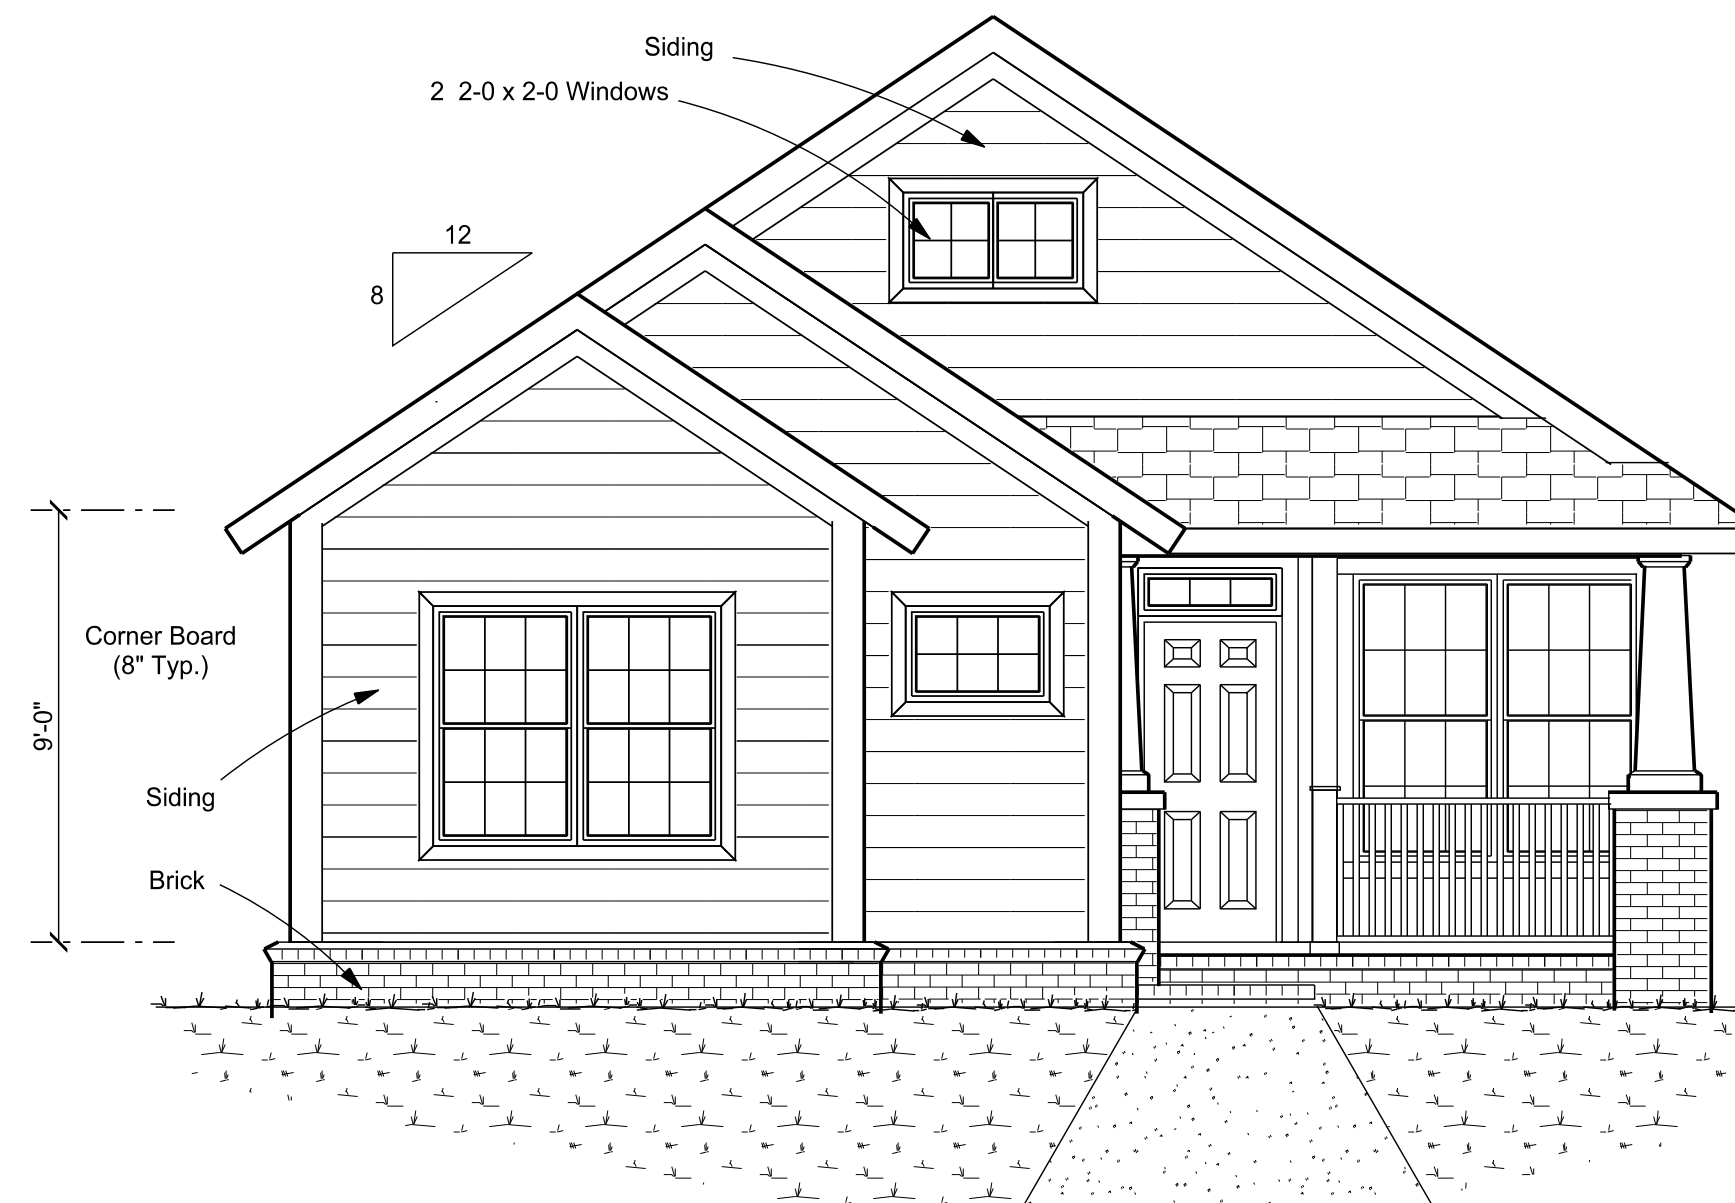 Siding
2  2-0 x 2-0 Windows
12
8
Corner Board
(8" Typ.)
9'-0"
Siding
Brick